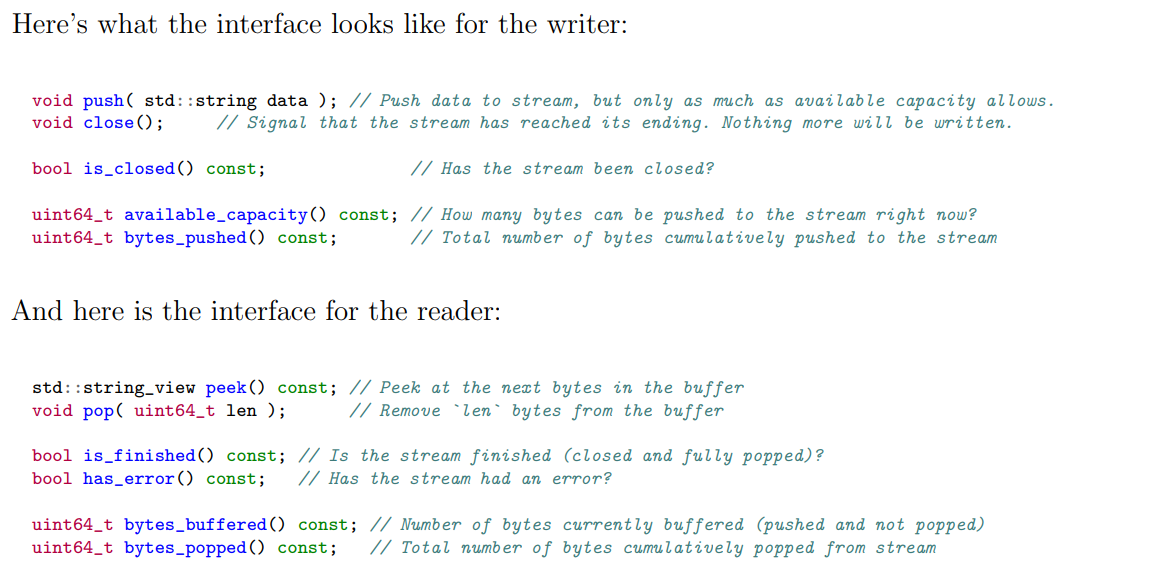 Here's what the interface looks like for the writer:
void push( std::string data ); // Push data to stream, but only as much as available capacity allows.
void close(); // Signal that the stream has reached its ending. Nothing more will be written.
bool is_closed() const; // Has the stream been closed?
uint64_t available_capacity() const; // How many bytes can be pushed to the stream right now?
uint64_t bytes_pushed() const; // Total number of bytes cumulatively pushed to the stream
And here is the interface for the reader:
std::string_view peek() const; // Peek at the next bytes in the buffer
void pop( uint64_t len ); // Remove `len` bytes from the buffer
bool is_finished() const; // Is the stream finished (closed and fully popped)?
bool has_error() const; // Has the stream had an error?
uint64_t bytes_buffered() const; // Number of bytes currently buffered (pushed and not popped)
uint64_t bytes_popped() const; // Total number of bytes cumulatively popped from stream